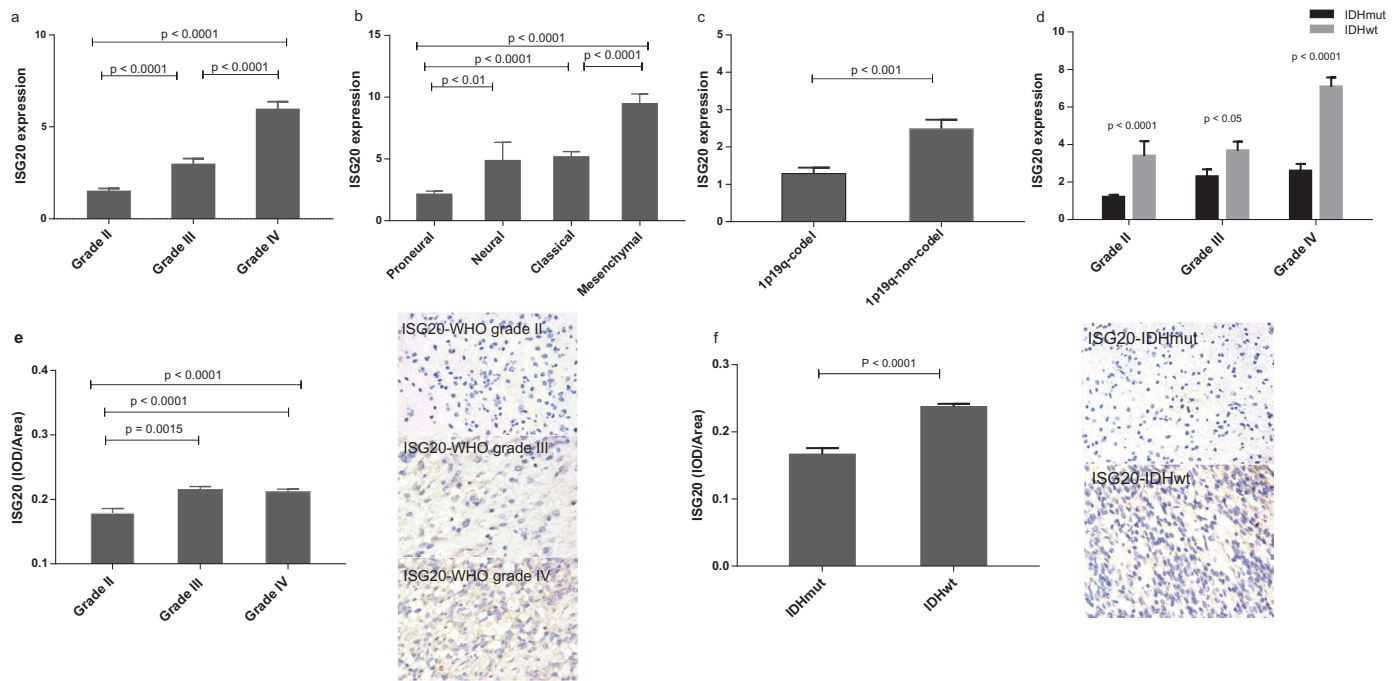 a
ISG20 expression
10
5
0
p < 0.0001
p < 0.0001
p < 0.0001
Grade II
Grade III
Grade IV
b
ISG20 expression
15
10
5
0
p < 0.0001
p < 0.0001
p < 0.0001
p < 0.01
Proneural
Neural
Classical
Mesenchymal
c
ISG20 expression
5
4
3
2
1
0
p < 0.001
1p19q-codel
1p19q-non-codel
d
IDHmut
IDHwt
ISG20 expression
10
8
6
4
2
0
p < 0.0001
p < 0.05
p < 0.0001
Grade II
Grade III
Grade IV
e
ISG20 (IOD/Area)
0.4
0.3
0.2
0.1
p < 0.0001
p < 0.0001
p = 0.0015
Grade II
Grade III
Grade IV
ISG20-WHO grade II
ISG20-WHO grade III
ISG20-WHO grade IV
f
ISG20 (IOD/Area)
0.3
0.2
0.1
0.0
P < 0.0001
IDHmut
IDHwt
ISG20-IDHmut
ISG20-IDHwt